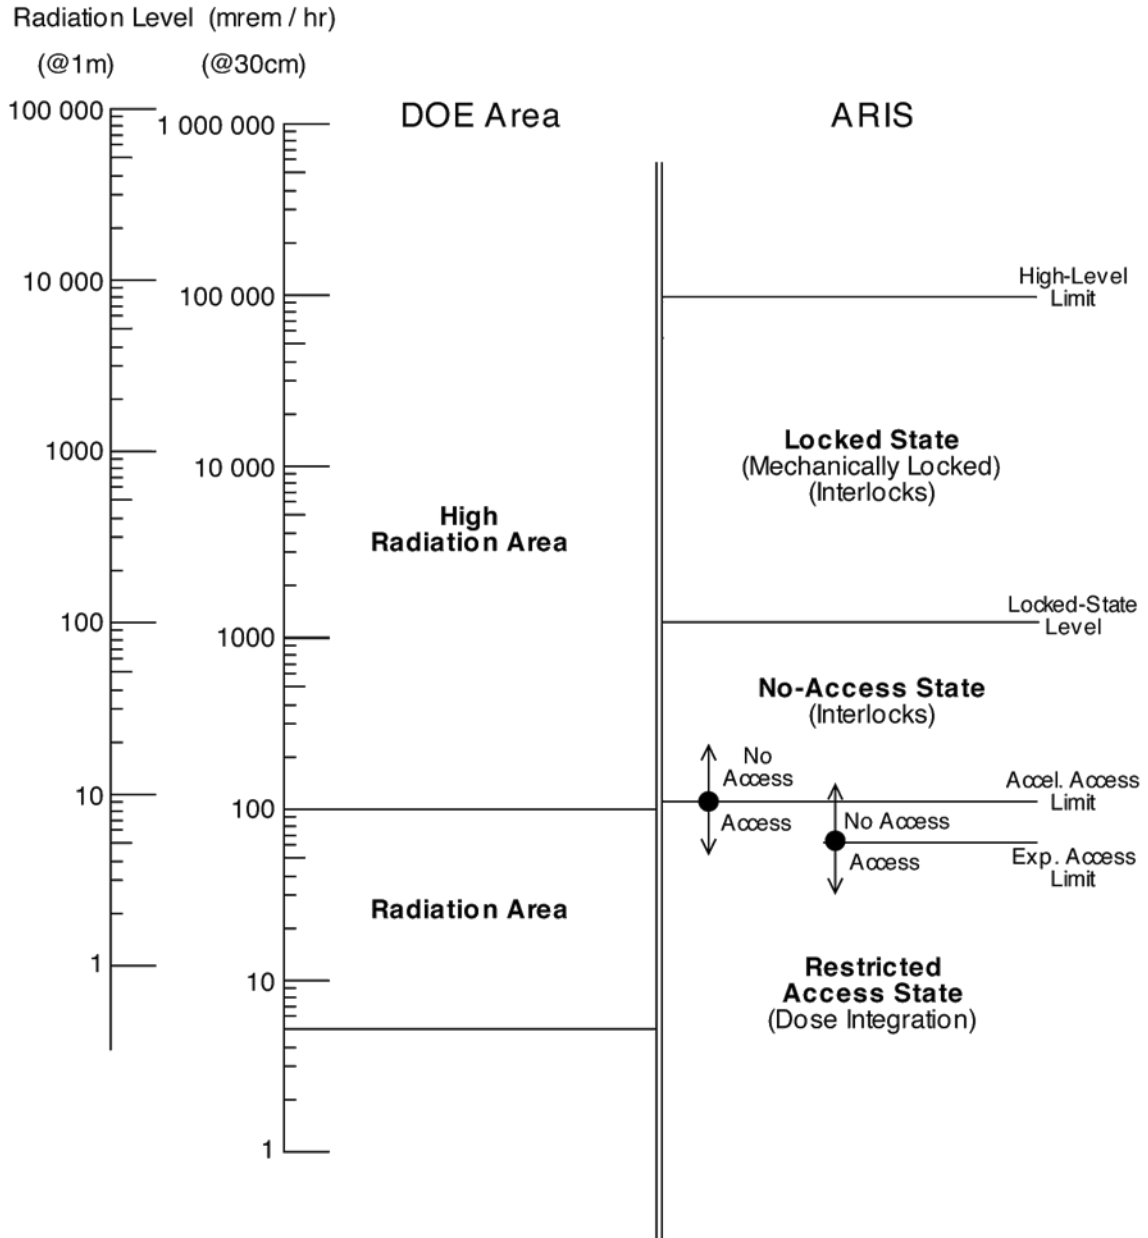 Radiation Level (mrem / hr)
(@1m)
(@30cm)
DOE Area
ARIS
100 000
10 000
1000
100
10
1
1 000 000
100 000
10 000
1000
100
10
1
High
Radiation Area
Radiation Area
High-Level
Limit
Locked State
(Mechanically Locked)
(Interlocks)
Locked-State
Level
No-Access State
(Interlocks)
No
Access
Access
No Access
Access
Accel. Access
Limit
Exp. Access
Limit
Restricted
Access State
(Dose Integration)